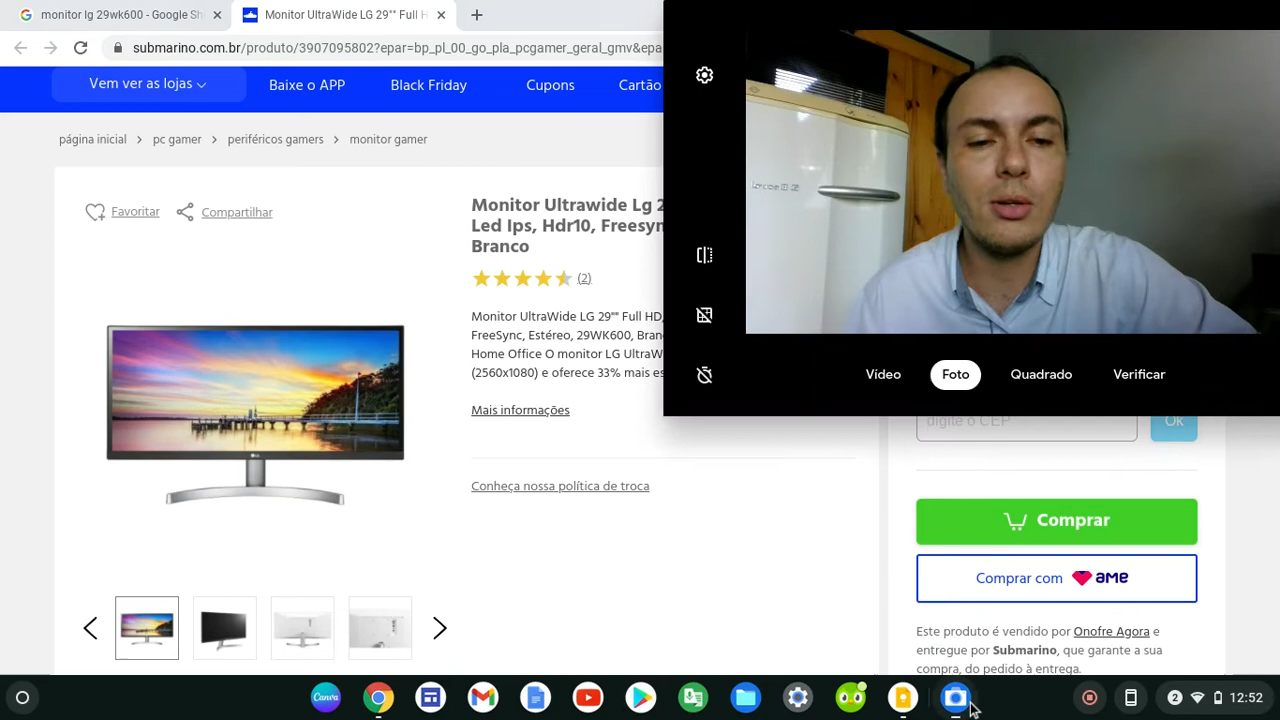 monitor lg 29wk600 - Google Sh
Monitor UltraWide LG 29"" Full H
submarino.com.br/produto/3907095802?epar=bp_pl_00_go_pla_pcgamer_geral_gmv&epa
Vem ver as lojas
Baixe o APP
Black Friday
Cupons
Cartão
página inicial > pc gamer > periféricos gamers > monitor gamer
Favoritar
Compartilhar
Monitor Ultrawide Lg 2
Led Ips, Hdr10, Freesyn
Branco
(2)
Monitor UltraWide LG 29"" Full HD,
FreeSync, Estéreo, 29WK600, Bran
Home Office O monitor LG UltraW
(2560x1080) e oferece 33% mais es
Mais informações
Conheça nossa política de troca
LG
Vídeo
Foto
Quadrado
Verificar
digite o CEP
Ok
Comprar
Comprar com AME
Este produto é vendido por Onofre Agora e
entregue por Submarino, que garante a sua
compra, do pedido à entrega.
Canva
2
12:52